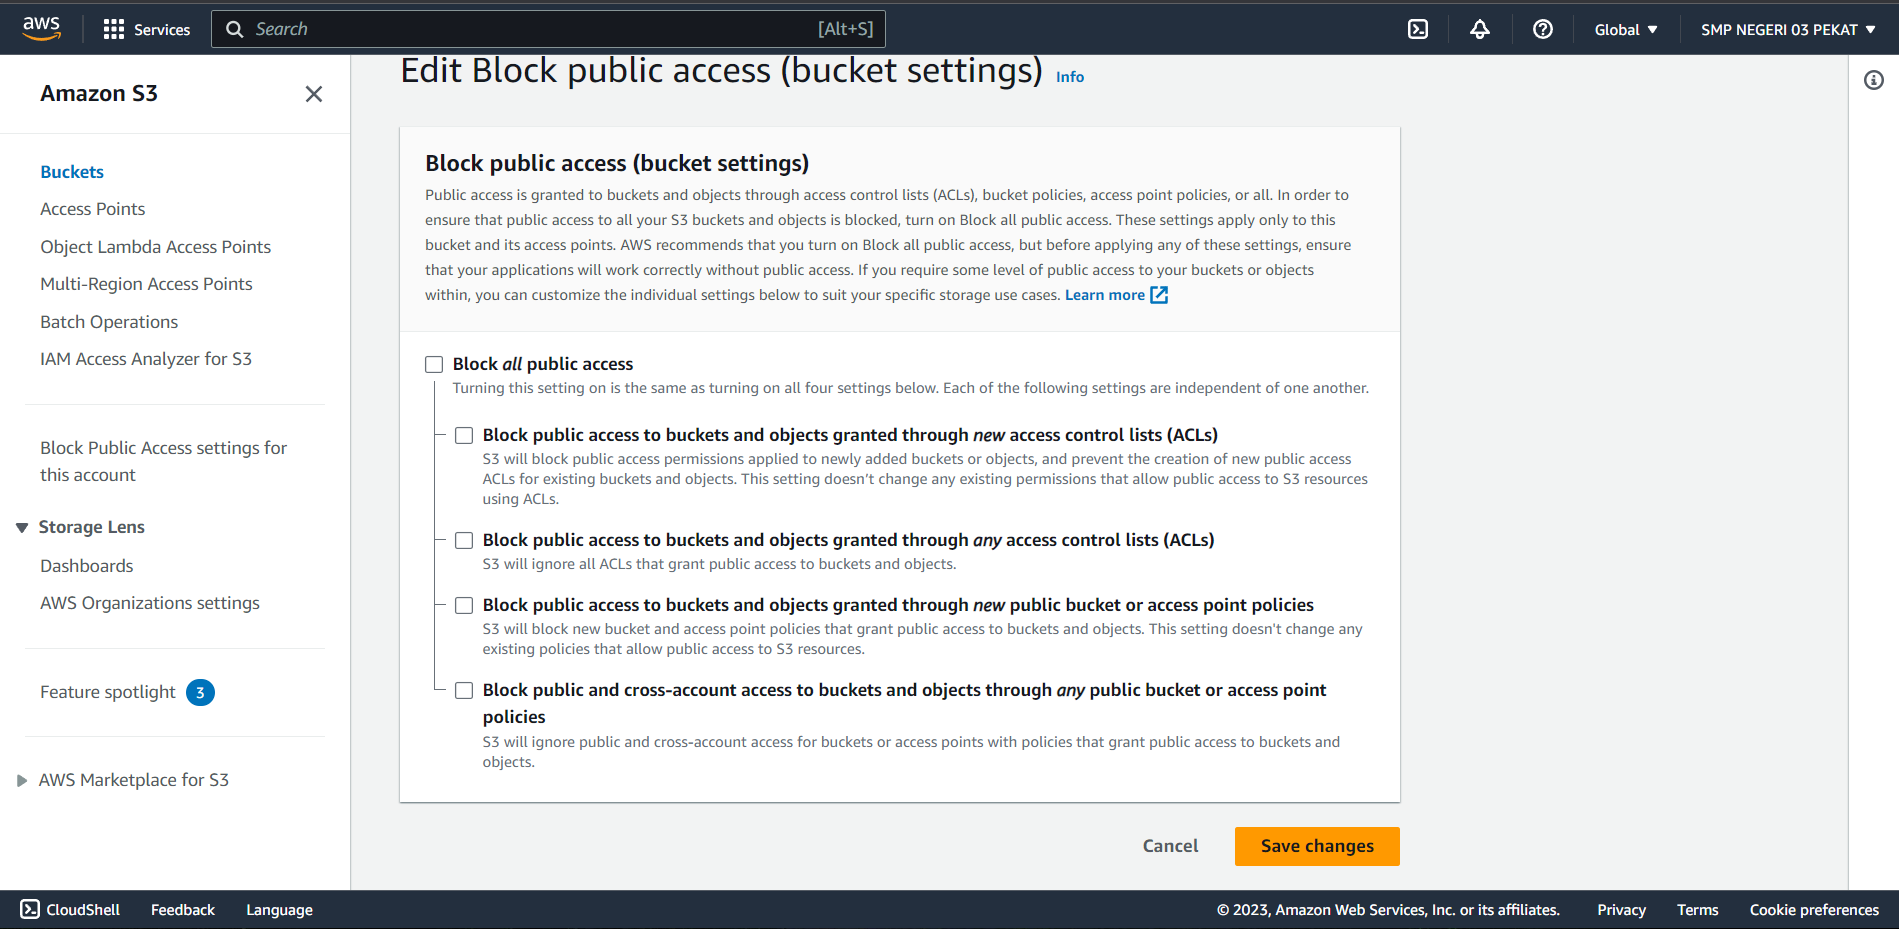 aws
Services
Search
[Alt+S]
Global
SMP NEGERI 03 PEKAT
Amazon S3
Buckets
Access Points
Object Lambda Access Points
Multi-Region Access Points
Batch Operations
IAM Access Analyzer for S3
Block Public Access settings for
this account
Storage Lens
Dashboards
AWS Organizations settings
Feature spotlight 3
AWS Marketplace for S3
Edit Block public access (bucket settings) Info
Block public access (bucket settings)
Public access is granted to buckets and objects through access control lists (ACLs), bucket policies, access point policies, or all. In order to
ensure that public access to all your S3 buckets and objects is blocked, turn on Block all public access. These settings apply only to this
bucket and its access points. AWS recommends that you turn on Block all public access, but before applying any of these settings, ensure
that your applications will work correctly without public access. If you require some level of public access to your buckets or objects
within, you can customize the individual settings below to suit your specific storage use cases. Learn more
Block all public access
Turning this setting on is the same as turning on all four settings below. Each of the following settings are independent of one another.
Block public access to buckets and objects granted through new access control lists (ACLs)
S3 will block public access permissions applied to newly added buckets or objects, and prevent the creation of new public access
ACLs for existing buckets and objects. This setting doesn't change any existing permissions that allow public access to S3 resources
using ACLs.
Block public access to buckets and objects granted through any access control lists (ACLs)
S3 will ignore all ACLs that grant public access to buckets and objects.
Block public access to buckets and objects granted through new public bucket or access point policies
S3 will block new bucket and access point policies that grant public access to buckets and objects. This setting doesn't change any
existing policies that allow public access to S3 resources.
Block public and cross-account access to buckets and objects through any public bucket or access point
policies
S3 will ignore public and cross-account access for buckets or access points with policies that grant public access to buckets and
objects.
Cancel
Save changes
CloudShell
Feedback
Language
© 2023, Amazon Web Services, Inc. or its affiliates.
Privacy
Terms
Cookie preferences